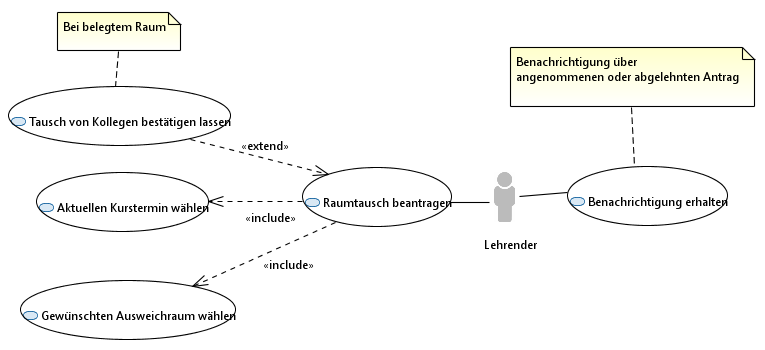 Bei belegtem Raum
Benachrichtigung über
angenommenen oder abgelehnten Antrag
Tausch von Kollegen bestätigen lassen
«extend»
Aktuellen Kurstermin wählen
Raumtausch beantragen
Benachrichtigung erhalten
«include»
Lehrender
«include»
Gewünschten Ausweichraum wählen